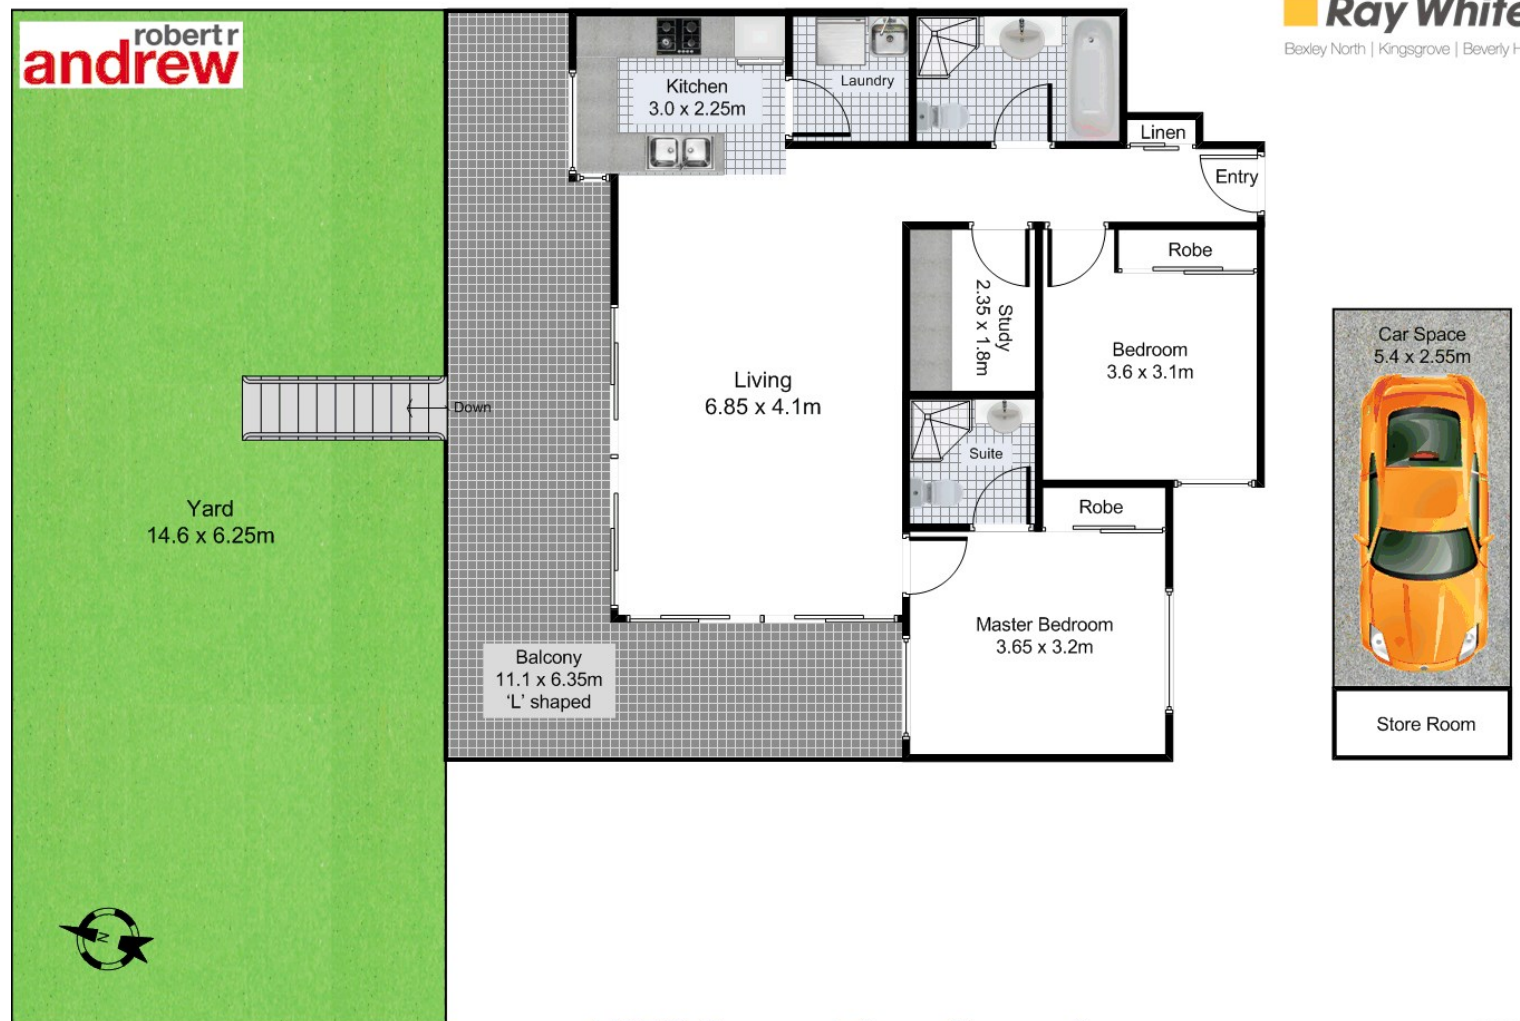 robert r
andrew
Ray White
Bexley North | Kingsgrove | Beverly H
Kitchen
3.0 x 2.25m
Laundry
Linen
Entry
Robe
Study
2.35 x 1.8m
Bedroom
3.6 x 3.1m
Living
6.85 x 4.1m
Down
Suite
Robe
Yard
14.6 x 6.25m
Master Bedroom
3.65 x 3.2m
Balcony
11.1 x 6.35m
‘L’ shaped
Car Space
5.4 x 2.55m
Store Room
N